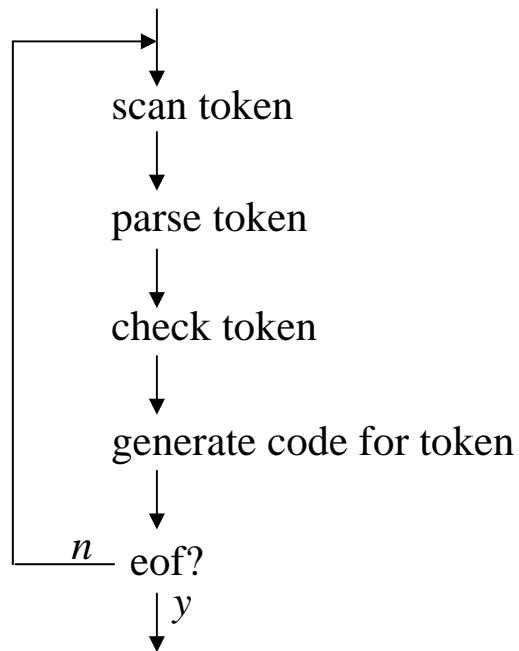 scan token
parse token
check token
generate code for token
n eof?
y